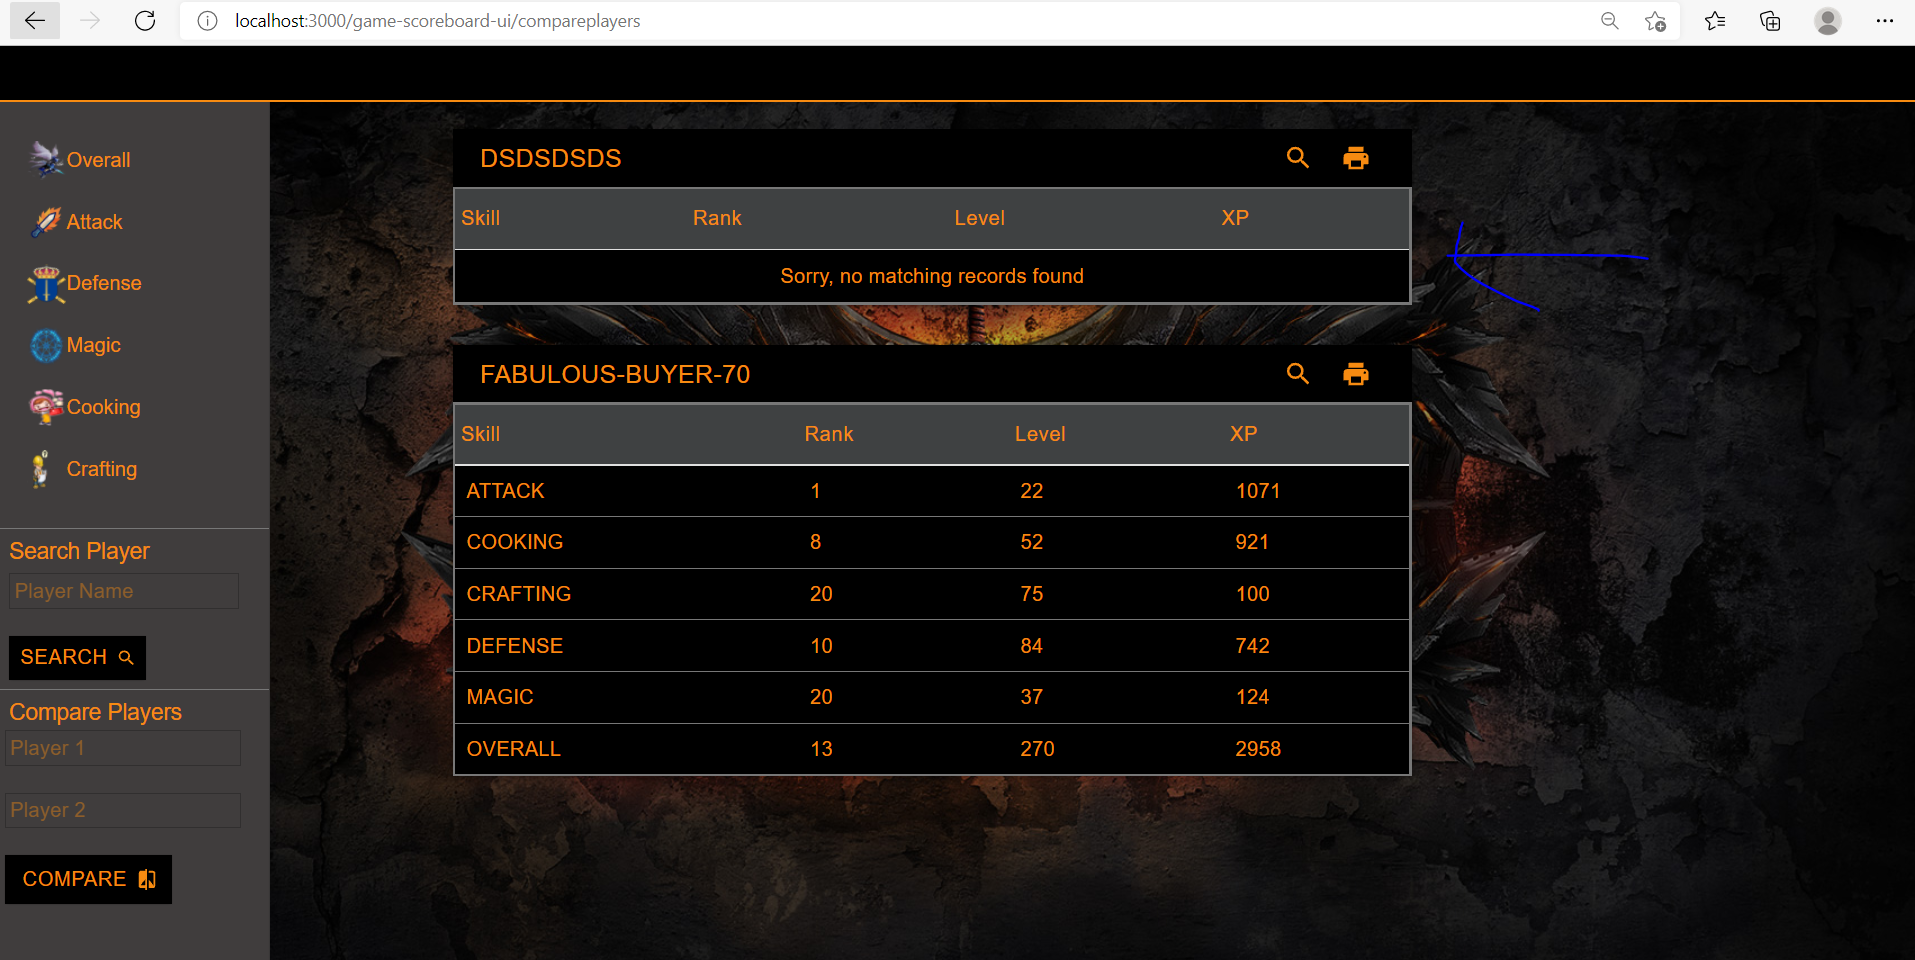 localhost:3000/game-scoreboard-ui/compareplayers
Overall
Attack
Defense
Magic
Cooking
Crafting
Search Player
Player Name
SEARCH
Compare Players
Player 1
Player 2
COMPARE
DSDSDSDS
Skill Rank Level XP
Sorry, no matching records found
FABULOUS-BUYER-70
Skill Rank Level XP
ATTACK 1 22 1071
COOKING 8 52 921
CRAFTING 20 75 100
DEFENSE 10 84 742
MAGIC 20 37 124
OVERALL 13 270 2958